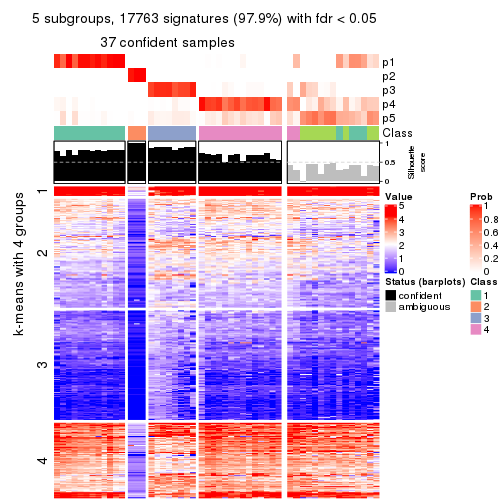 5 subgroups, 17763 signatures (97.9%) with fdr < 0.05
37 confident samples
p1
p2
p3
p4
p5
Class
1
0.5
0
Silhouette
score
k-means with 4 groups
1
2
3
4
Value
5
4
3
2
1
0
Prob
1
0.8
0.6
0.4
0.2
0
Status (barplots)
confident
ambiguous
Class
1
2
3
4